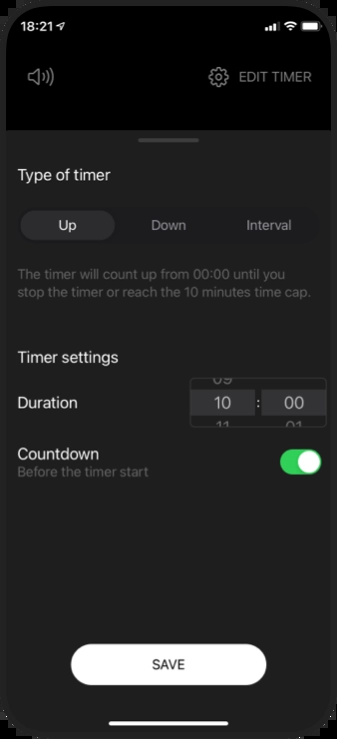 18:21
EDIT TIMER
Type of timer
Up Down Interval
The timer will count up from 00:00 until you
stop the timer or reach the 10 minutes time cap.
Timer settings
09
Duration 10 : 00
11 01
Countdown
Before the timer start
SAVE